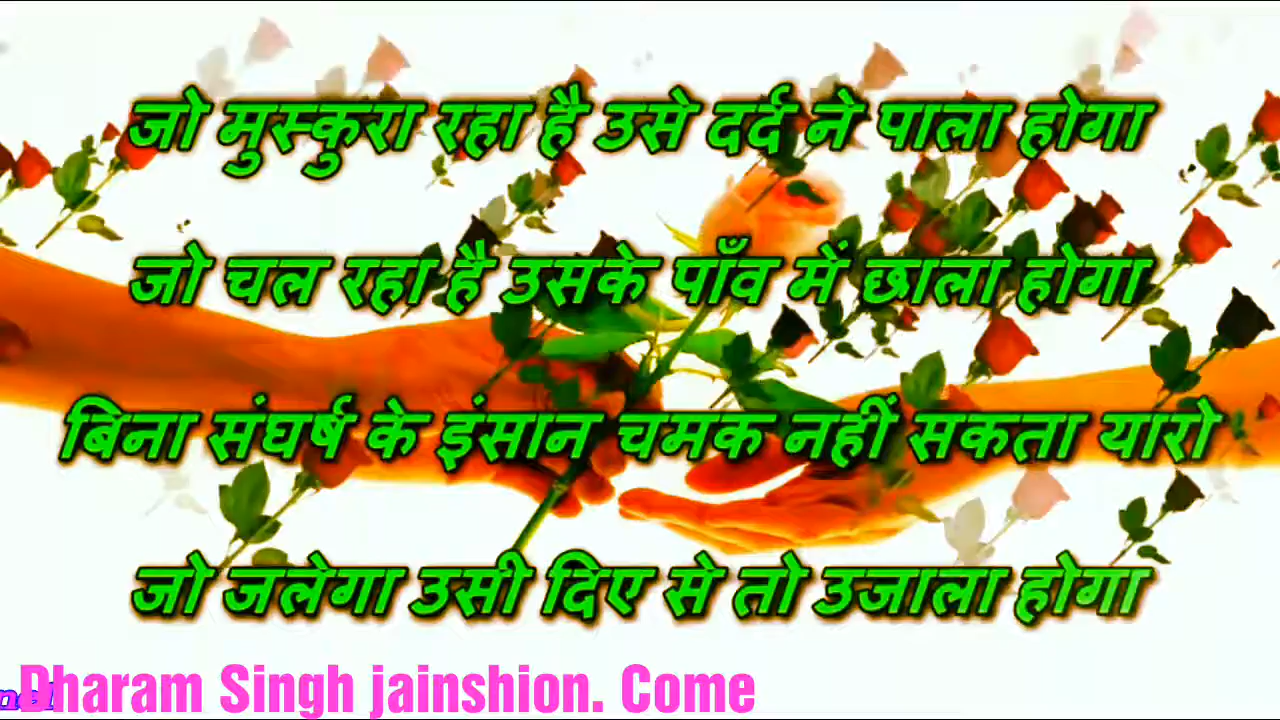 जो मुस्कुरा रहा है उसे दर्द ने पाला होगा
जो चल रहा है उसके पाँव में छाला होगा
बिना संघर्ष के इंसान चमक नहीं सकता यारो
जो जलेगा उसी दिए से तो उजाला होगा
Dharam Singh jainshion. Come